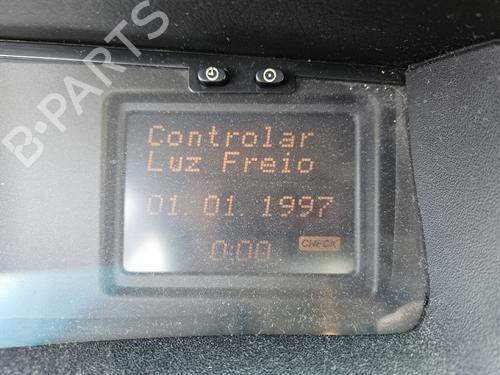 B-PARTS
Controlar
Luz Freio
01.01.1997
0:00 CHECK